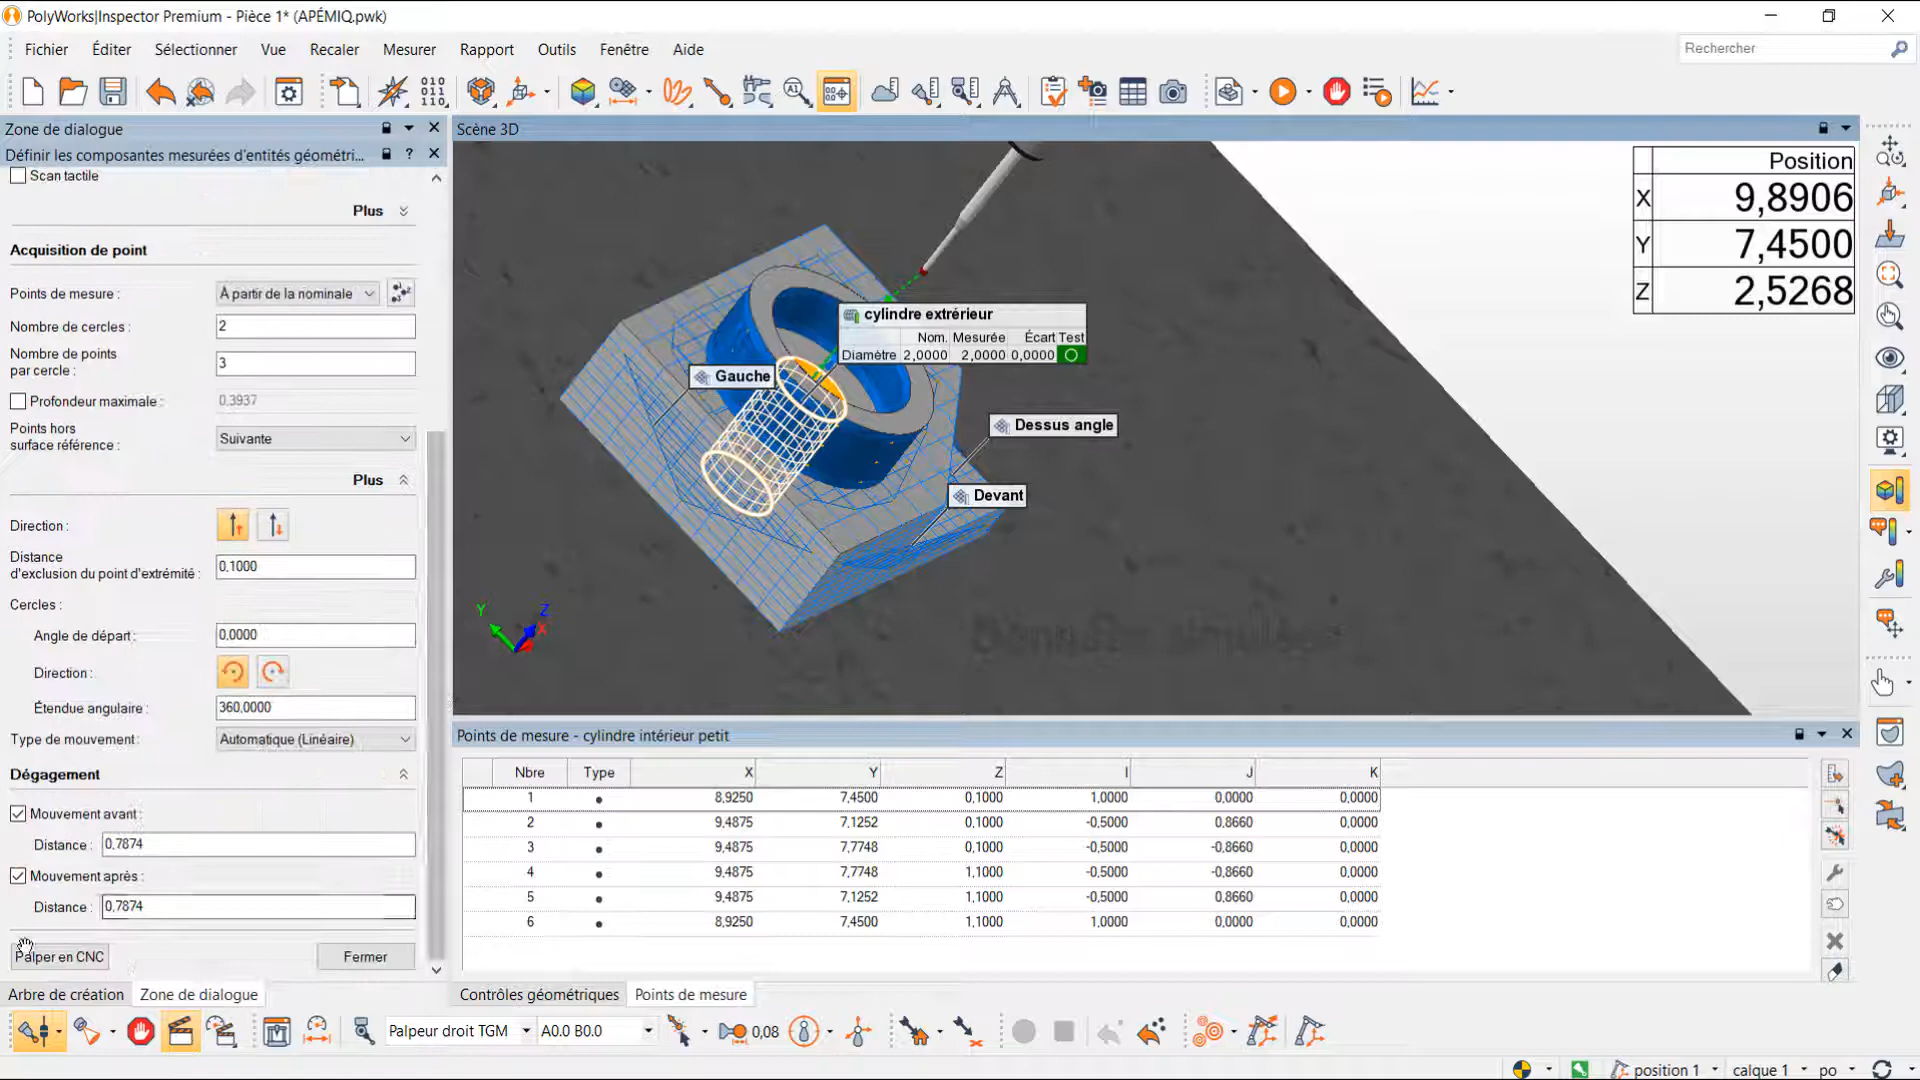 PolyWorks|Inspector Premium - Pièce 1* (APÉMIQ.pwk)
Fichier Éditer Sélectionner Vue Recaler Mesurer Rapport Outils Fenêtre Aide
Rechercher
Zone de dialogue
Définir les composantes mesurées d'entités géométri...
Scan tactile
Plus
Acquisition de point
Points de mesure : À partir de la nominale
Nombre de cercles : 2
Nombre de points
par cercle : 3
Profondeur maximale : 0.3937
Points hors
surface référence : Suivante
Plus
Direction :
Distance
d'exclusion du point d'extrémité : 0.1000
Cercles :
Angle de départ : 0.0000
Direction :
Étendue angulaire : 360.0000
Type de mouvement : Automatique (Linéaire)
Dégagement
Mouvement avant :
Distance : 0.7874
Mouvement après :
Distance : 0.7874
Palper en CNC Fermer
Arbre de création Zone de dialogue
Scène 3D
Position
X 9,8906
Y 7,4500
Z 2,5268
cylindre extrérieur
Nom. Mesurée Écart Test
Diamètre 2,0000 2,0000 0,0000
Gauche
Dessus angle
Devant
Y Z X
Points de mesure - cylindre intérieur petit
Nbre Type X Y Z I J K
1 8,9250 7,4500 0,1000 1,0000 0,0000 0,0000
2 9,4875 7,1252 0,1000 -0,5000 0,8660 0,0000
3 9,4875 7,7748 0,1000 -0,5000 -0,8660 0,0000
4 9,4875 7,7748 1,1000 -0,5000 -0,8660 0,0000
5 9,4875 7,1252 1,1000 -0,5000 0,8660 0,0000
6 8,9250 7,4500 1,1000 1,0000 0,0000 0,0000
Contrôles géométriques Points de mesure
Palpeur droit TGM A0.0 B0.0 0,08
position 1 calque 1 po